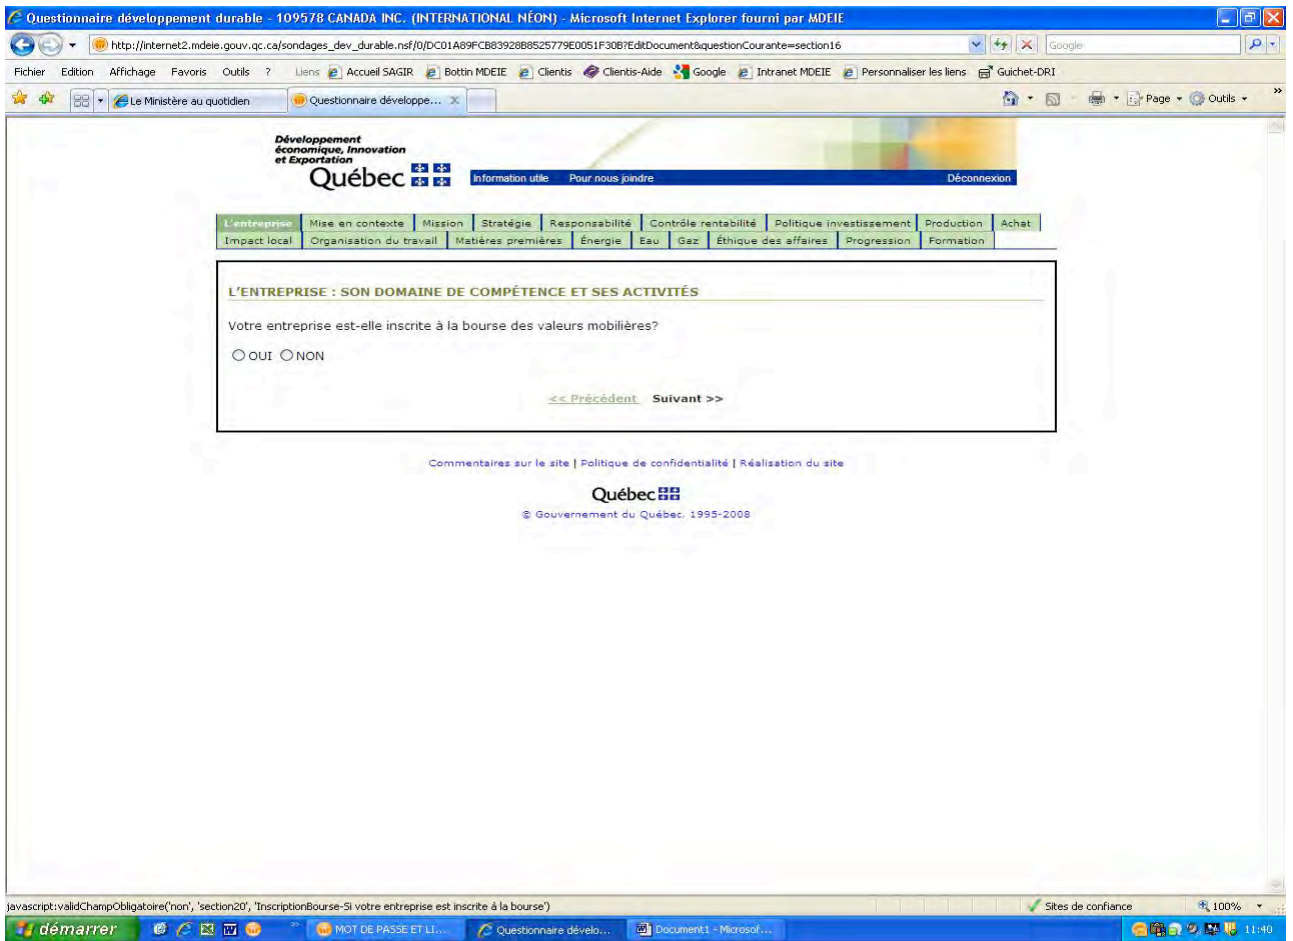 Questionnaire développement durable - 109578 CANADA INC. (INTERNATIONAL NÉON) - Microsoft Internet Explorer fourni par MDEIE
http://internet2.mdeie.gouv.qc.ca/sondages_dev_durable.nsf/0/DC01A89FCB83928B8525779E0051F30B?EditDocument&questionCourante=section16
Google
Fichier Edition Affichage Favoris Outils ? Liens Accueil SAGIR Bottin MDEIE Clientis Clientis-Aide Google Intranet MDEIE Personnaliser les liens Guichet-DRI
Le Ministère au quotidien Questionnaire développe... X Page Outils »
Développement
économique, Innovation
et Exportation
Québec
Information utile Pour nous joindre Déconnexion
L'entreprise Mise en contexte Mission Stratégie Responsabilité Contrôle rentabilité Politique investissement Production Achat
Impact local Organisation du travail Matières premières Énergie Eau Gaz Éthique des affaires Progression Formation
L'ENTREPRISE : SON DOMAINE DE COMPÉTENCE ET SES ACTIVITÉS
Votre entreprise est-elle inscrite à la bourse des valeurs mobilières?
OUI NON
<< Précédent Suivant >>
Commentaires sur le site | Politique de confidentialité | Réalisation du site
Québec
© Gouvernement du Québec, 1995-2008
javascript:validChampObligatoire('non', 'section20', 'InscriptionBourse-Si votre entreprise est inscrite à la bourse')
Sites de confiance 100%
démarrer » MOT DE PASSE ET LI... Questionnaire dévelo... Document1 - Microsof... 11:40